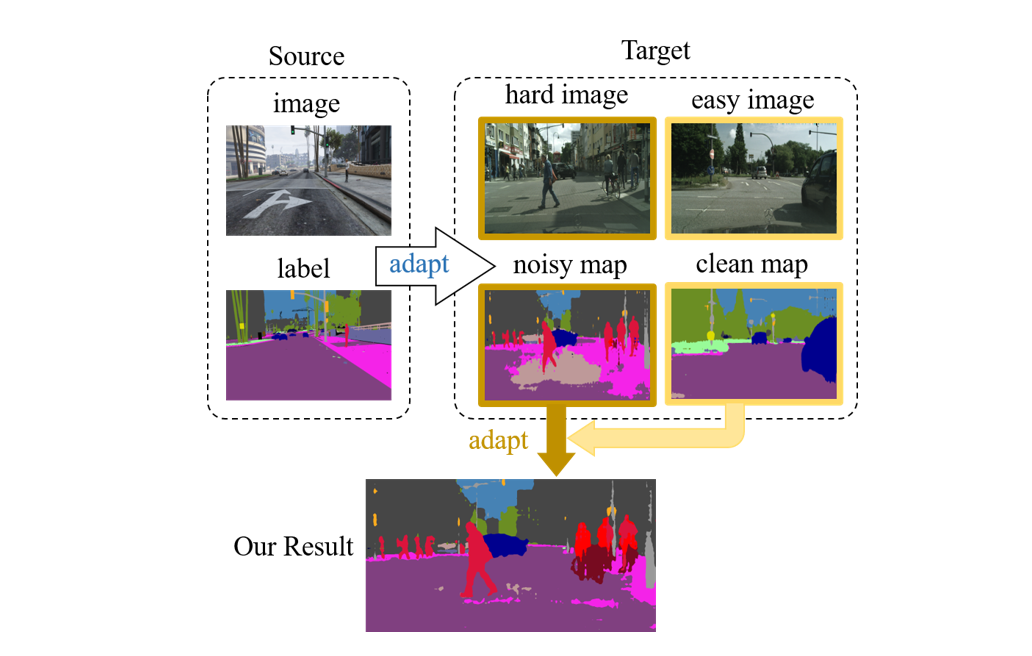 Source
Target
image
hard image
easy image
label
adapt
noisy map
clean map
adapt
Our Result